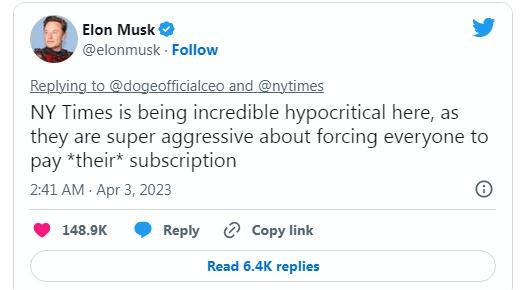 Elon Musk
@elonmusk · Follow
Replying to @dogeofficialceo and @nytimes
NY Times is being incredible hypocritical here, as
they are super aggressive about forcing everyone to
pay *their* subscription
2:41 AM · Apr 3, 2023
148.9K Reply Copy link
Read 6.4K replies